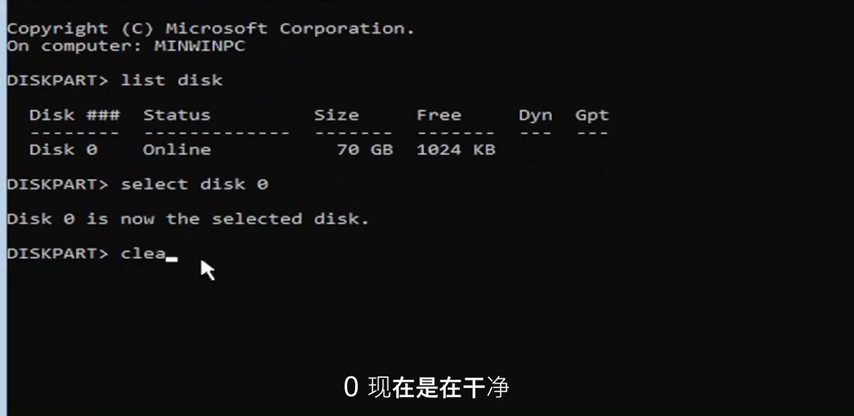 Copyright (C) Microsoft Corporation.
On computer: MINWINPC
DISKPART> list disk
Disk ### Status Size Free Dyn Gpt
-------- ------------- ------- ------- --- ---
Disk 0 Online 70 GB 1024 KB
DISKPART> select disk 0
Disk 0 is now the selected disk.
DISKPART> clea_
0 现在是在干净